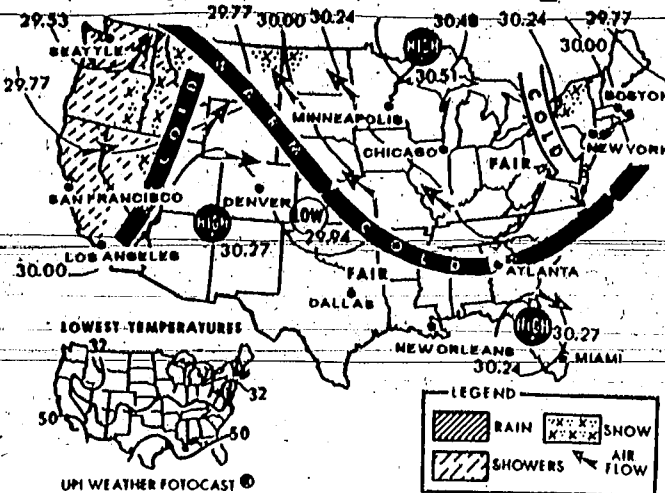 29.53 29.77 30.00 30.24 30.48 30.24 29.77
SEATTLE HIGH 30.00
29.77 30.51 BOSTON
WARM COLD COLD
MINNEAPOLIS NEW YORK
CHICAGO FAIR
SAN FRANCISCO DENVER LOW
HIGH 29.94 COLD
LOS ANGELES 30.77
30.00 FAIR ATLANTA
DALLAS
HIGH 30.27
NEW ORLEANS MIAMI
30.24
LOWEST TEMPERATURES
32
32
50 50
UPI WEATHER FOTOCAST ®
LEGEND
RAIN SNOW
SHOWERS AIR FLOW